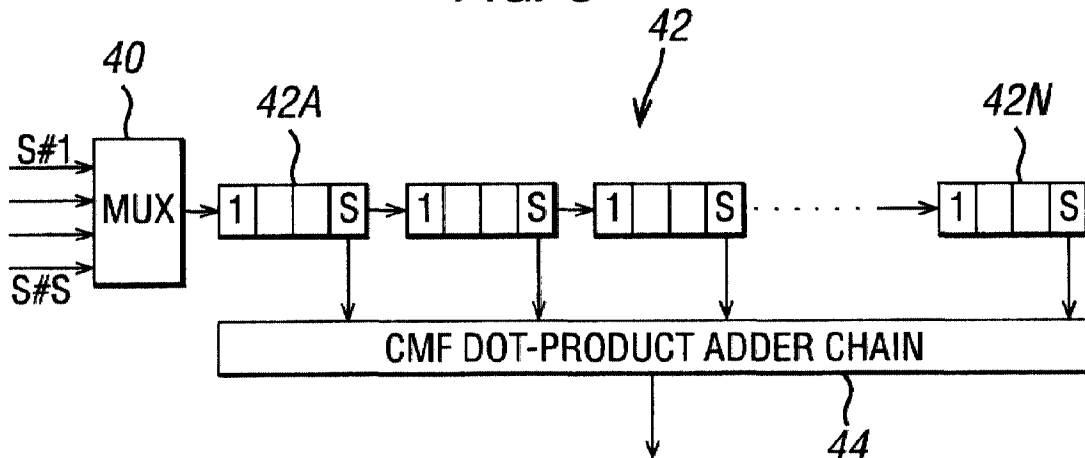 42
40
42A
42N
S#1
MUX
1 S 1 S 1 S 1 S
S#S
CMF DOT-PRODUCT ADDER CHAIN
44